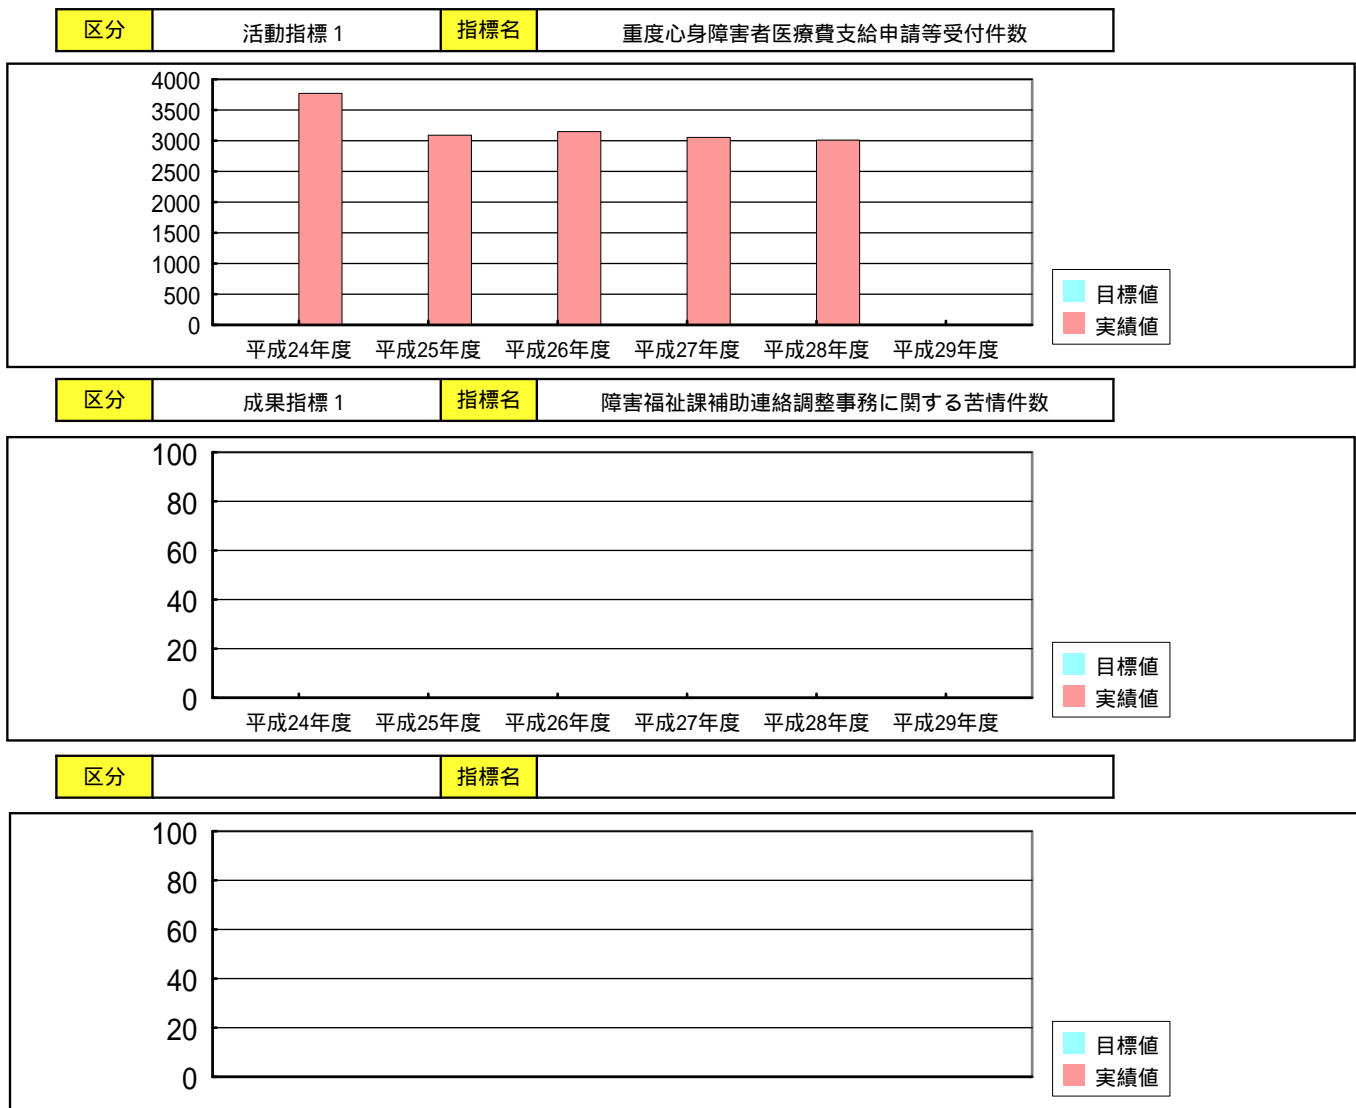 区分 活動指標1 指標名 重度心身障害者医療費支給申請等受付件数
4000
3500
3000
2500
2000
1500
1000
500
0
平成24年度 平成25年度 平成26年度 平成27年度 平成28年度 平成29年度
目標値
実績値
区分 成果指標1 指標名 障害福祉課補助連絡調整事務に関する苦情件数
100
80
60
40
20
0
平成24年度 平成25年度 平成26年度 平成27年度 平成28年度 平成29年度
目標値
実績値
区分 指標名
100
80
60
40
20
0
目標値
実績値